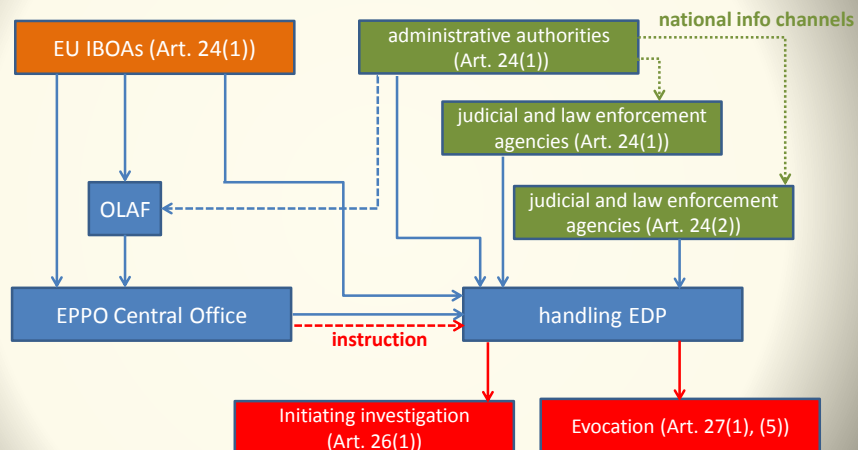 national info channels
EU IBOAs (Art. 24(1))
administrative authorities
(Art. 24(1))
judicial and law enforcement
agencies (Art. 24(1))
OLAF
judicial and law enforcement
agencies (Art. 24(2))
EPPO Central Office
handling EDP
instruction
Initiating investigation
(Art. 26(1))
Evocation (Art. 27(1), (5))